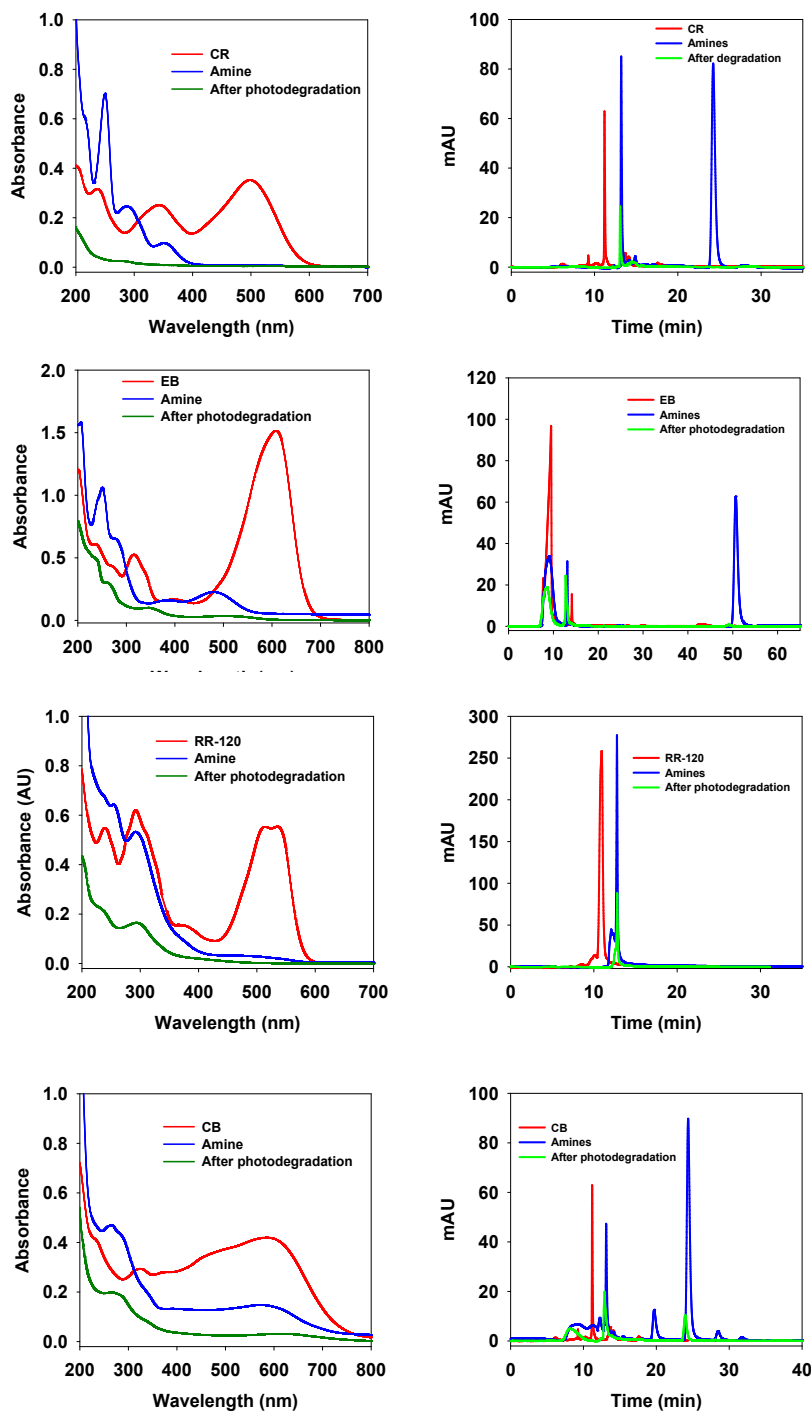 1.0
0.8
0.6
0.4
0.2
0.0
Absorbance
CR
Amine
After photodegradation
200 300 400 500 600 700
Wavelength (nm)
100
80
60
40
20
0
mAU
CR
Amines
After degradation
0 10 20 30
Time (min)
2.0
1.5
1.0
0.5
0.0
Absorbance
EB
Amine
After photodegradation
200 300 400 500 600 700 800
120
100
80
60
40
20
0
mAU
EB
Amines
After photodegradation
0 10 20 30 40 50 60
Time (min)
1.0
0.8
0.6
0.4
0.2
0.0
Absorbance (AU)
RR-120
Amine
After photodegradation
200 300 400 500 600 700
Wavelength (nm)
300
250
200
150
100
50
0
mAU
RR-120
Amines
After photodegradation
0 10 20 30
Time (min)
1.0
0.8
0.6
0.4
0.2
0.0
Absorbance
CB
Amine
After photodegradation
200 300 400 500 600 700 800
Wavelength (nm)
100
80
60
40
20
0
mAU
CB
Amines
After photodegradation
0 10 20 30 40
Time (min)